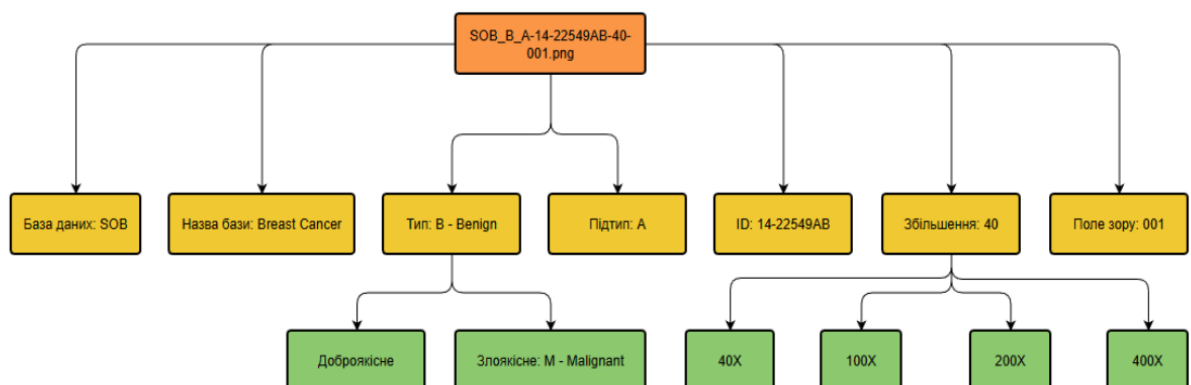 SOB_B_A-14-22549AB-40-
001.png
База даних: SOB
Назва бази: Breast Cancer
Тип: B - Benign
Підтип: A
ID: 14-22549AB
Збільшення: 40
Поле зору: 001
Доброякісне
Злоякісне: M - Malignant
40X
100X
200X
400X